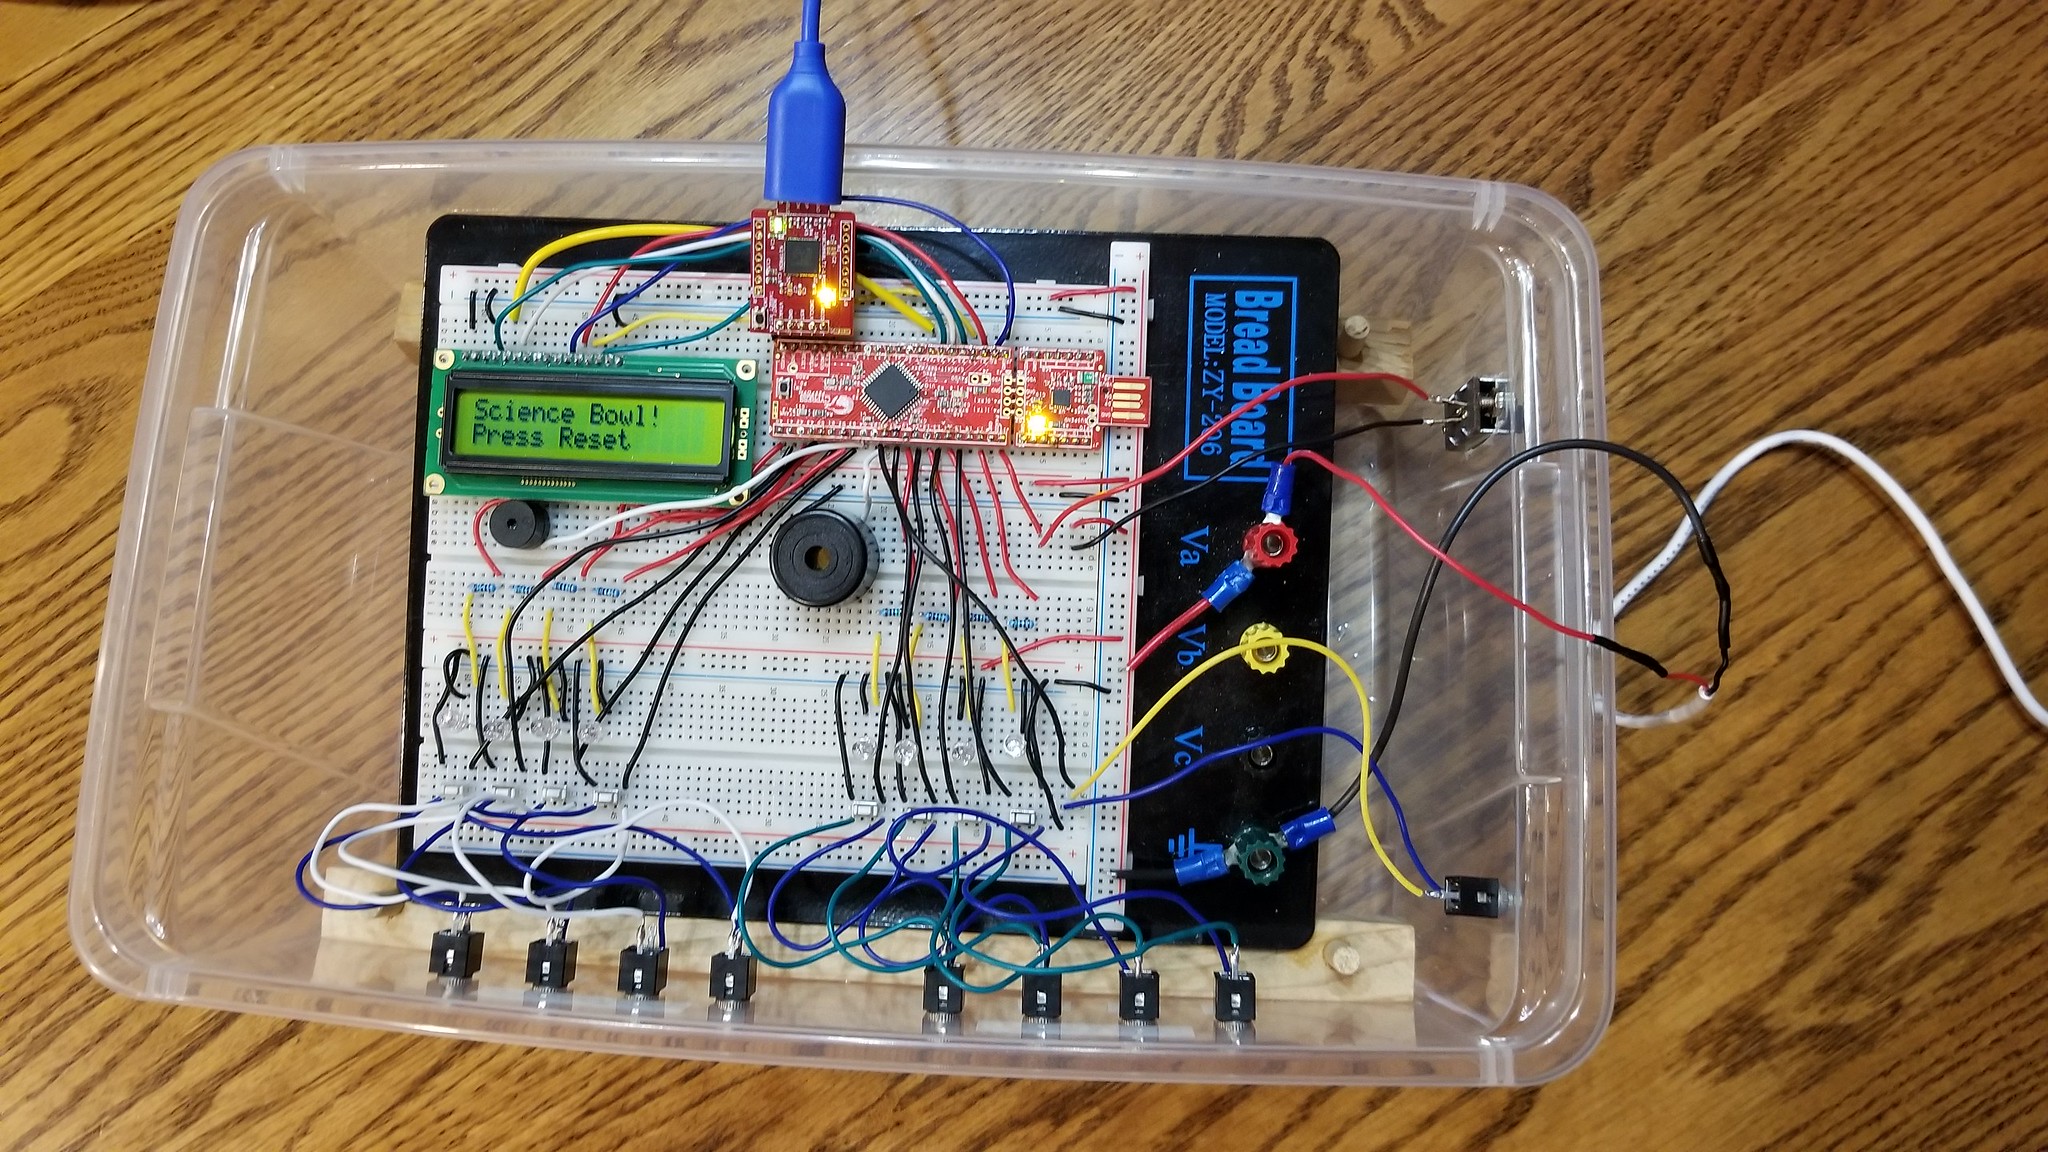 Science Bowl!
Press Reset
Bread Board
MODEL:ZY-206
Va
Vb
Vc